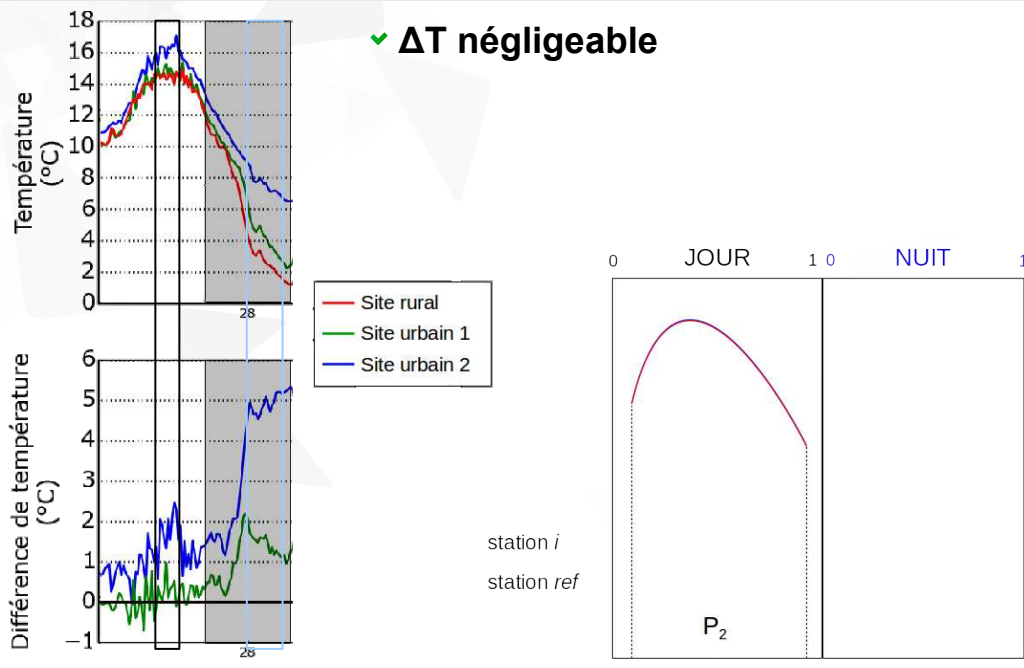 ΔT négligeable
18
16
14
12
10
8
6
4
2
0
Température
(°C)
28
Site rural
Site urbain 1
Site urbain 2
6
5
4
3
2
1
0
−1
Différence de température
(°C)
28
0 JOUR 1 0 NUIT 1
station i
station ref
P₂